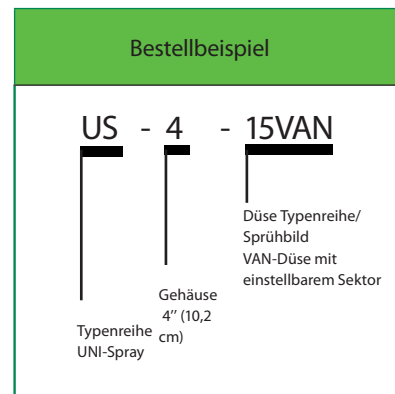 Bestellbeispiel
US - 4 - 15VAN
Düse Typenreihe/
Sprühbild
VAN-Düse mit
einstellbarem Sektor
Gehäuse
4’’ (10,2
cm)
Typenreihe
UNI-Spray